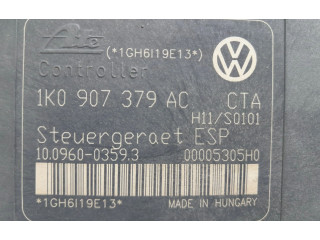 Ate (*1GH6I19E13*)
Controller
1K0 907 379 AC CTA
H11/S0101
Steuergeraet ESP
10.0960-0359.3 00005305H0
*1GH6I19E13* MADE IN HUNGARY